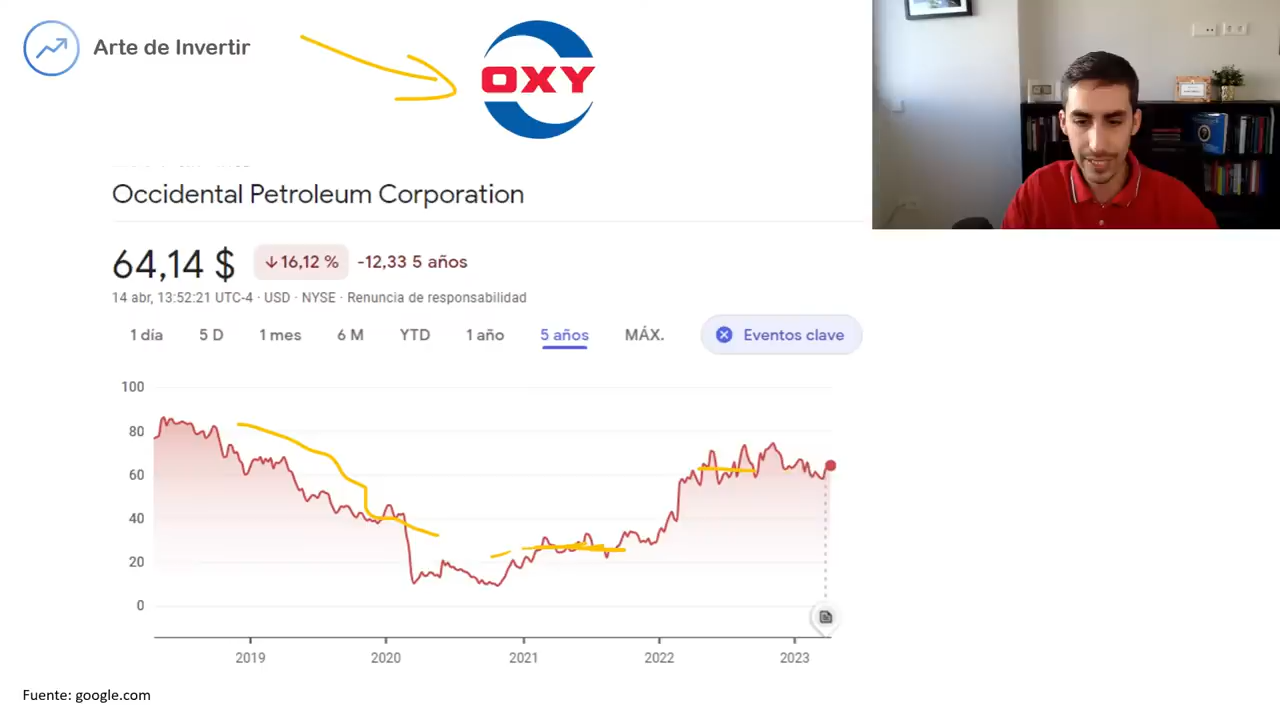 Arte de Invertir
OXY
Occidental Petroleum Corporation
64,14 $ ↓ 16,12 % -12,33 5 años
14 abr, 13:52:21 UTC-4 · USD · NYSE · Renuncia de responsabilidad
1 día 5 D 1 mes 6 M YTD 1 año 5 años MÁX. Eventos clave
100
80
60
40
20
0
2019 2020 2021 2022 2023
Fuente: google.com